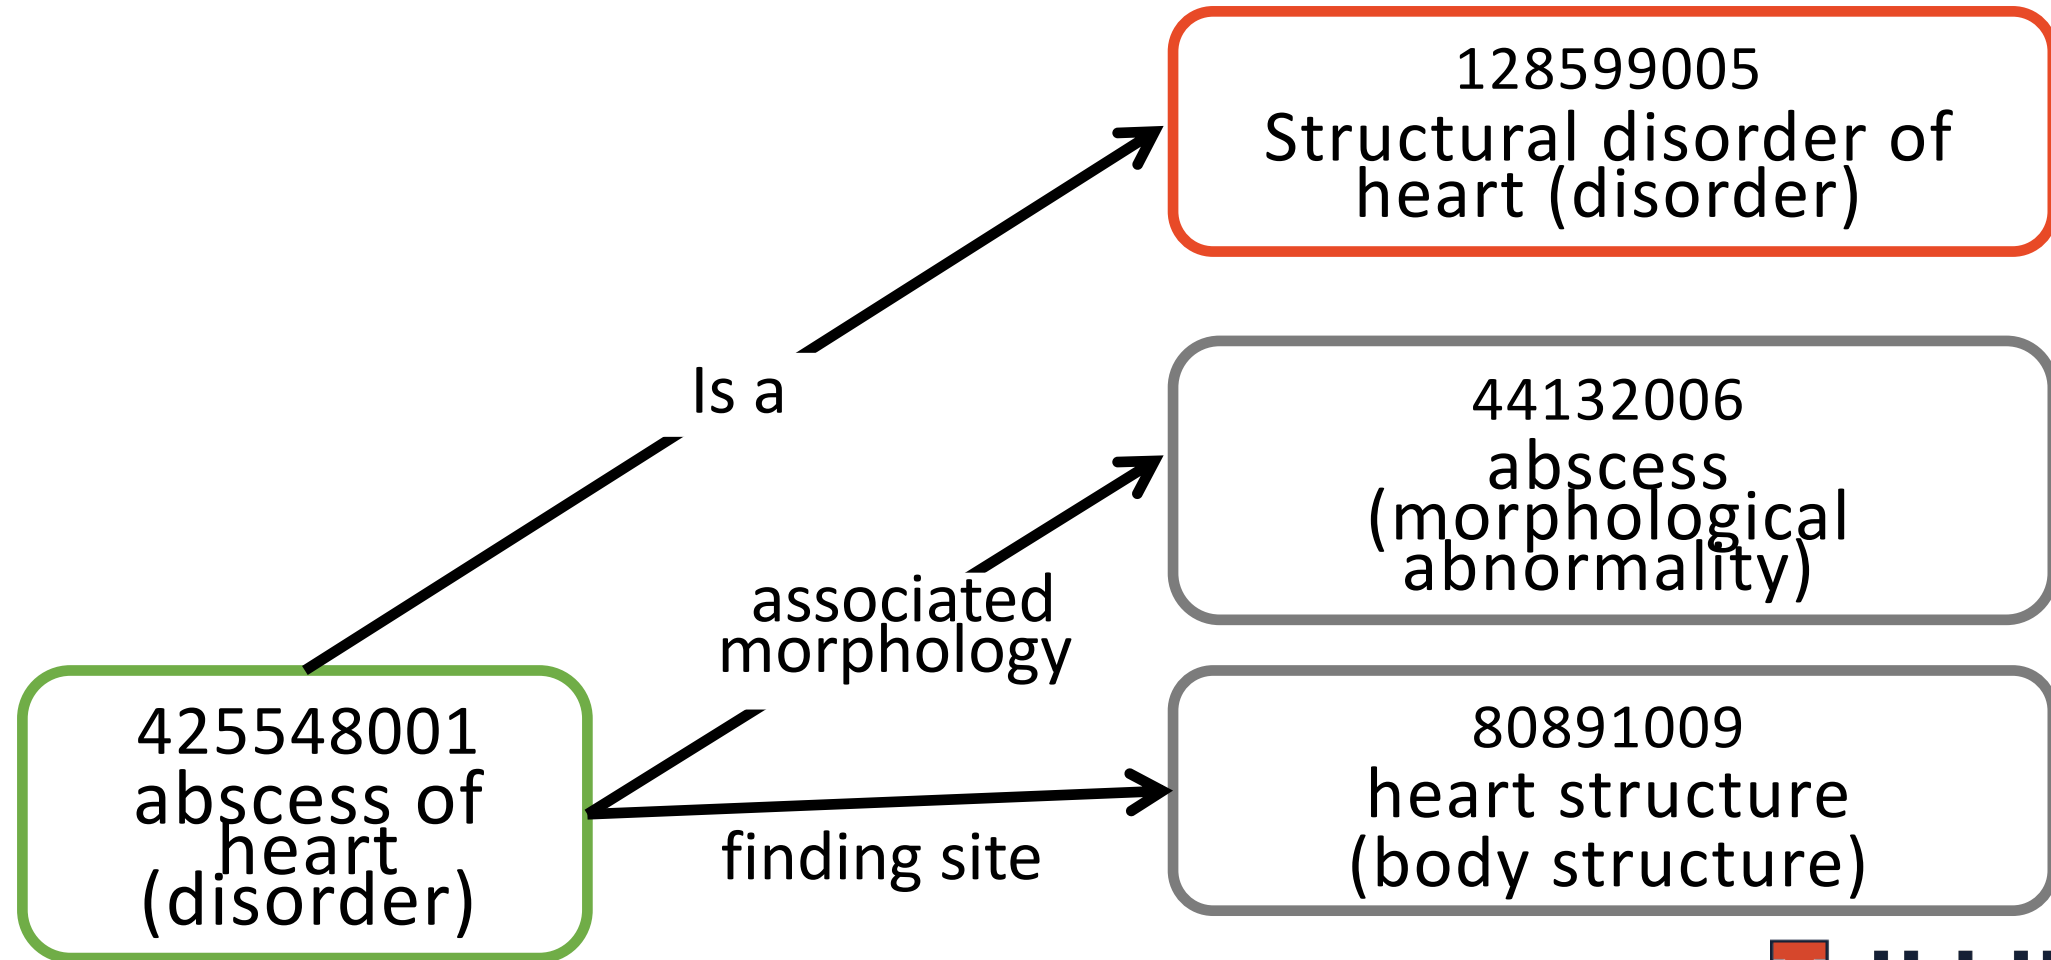 128599005
Structural disorder of
heart (disorder)
Is a
44132006
abscess
(morphological
abnormality)
associated
morphology
425548001
abscess of
heart
(disorder)
80891009
heart structure
(body structure)
finding site